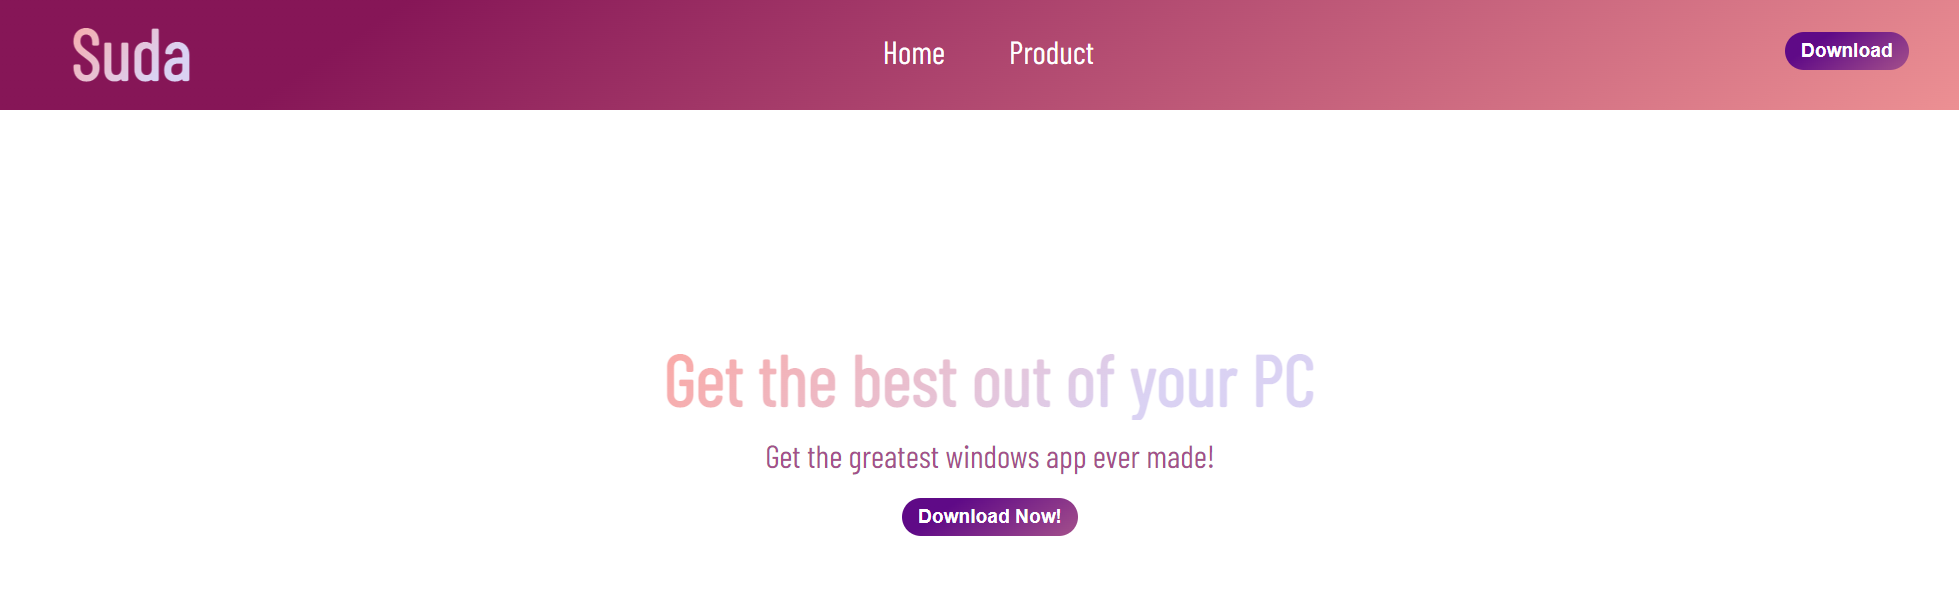 Suda
Home
Product
Download
Get the best out of your PC
Get the greatest windows app ever made!
Download Now!